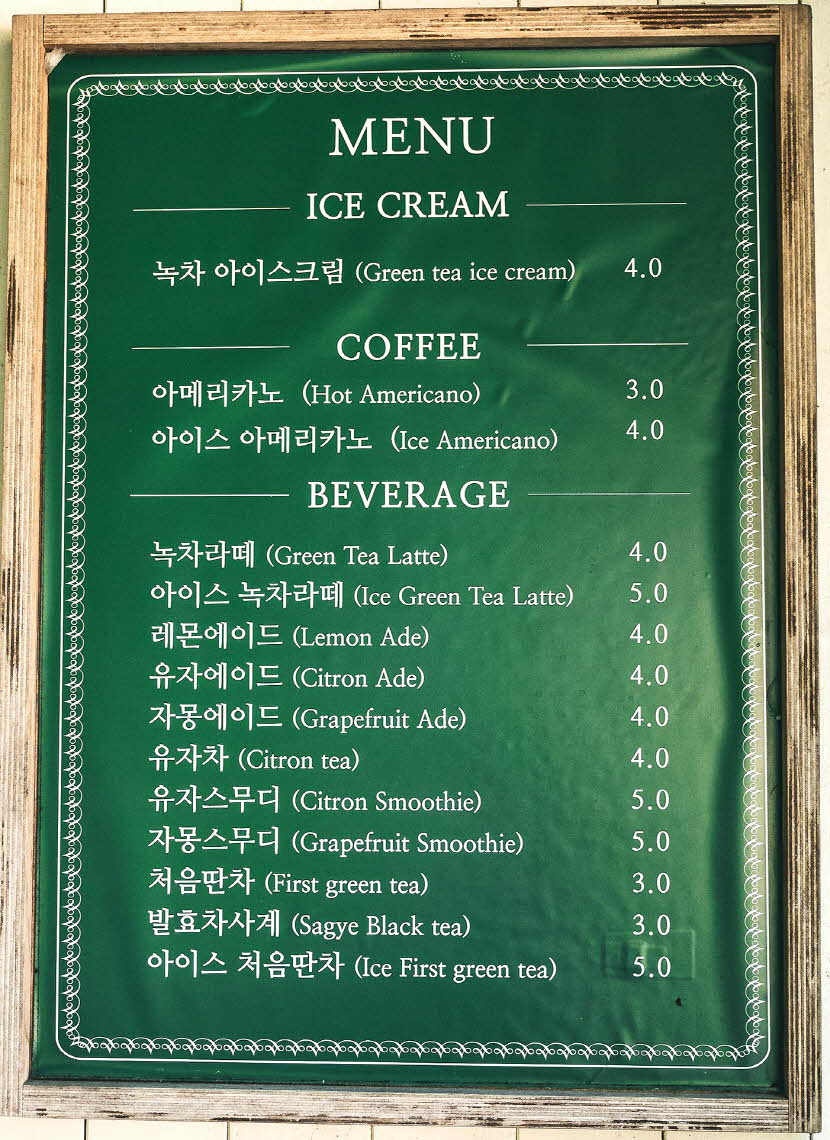 MENU
ICE CREAM
녹차 아이스크림 (Green tea ice cream) 4.0
COFFEE
아메리카노 (Hot Americano) 3.0
아이스 아메리카노 (Ice Americano) 4.0
BEVERAGE
녹차라떼 (Green Tea Latte) 4.0
아이스 녹차라떼 (Ice Green Tea Latte) 5.0
레몬에이드 (Lemon Ade) 4.0
유자에이드 (Citron Ade) 4.0
자몽에이드 (Grapefruit Ade) 4.0
유자차 (Citron tea) 4.0
유자스무디 (Citron Smoothie) 5.0
자몽스무디 (Grapefruit Smoothie) 5.0
처음딴차 (First green tea) 3.0
발효차사계 (Sagye Black tea) 3.0
아이스 처음딴차 (Ice First green tea) 5.0